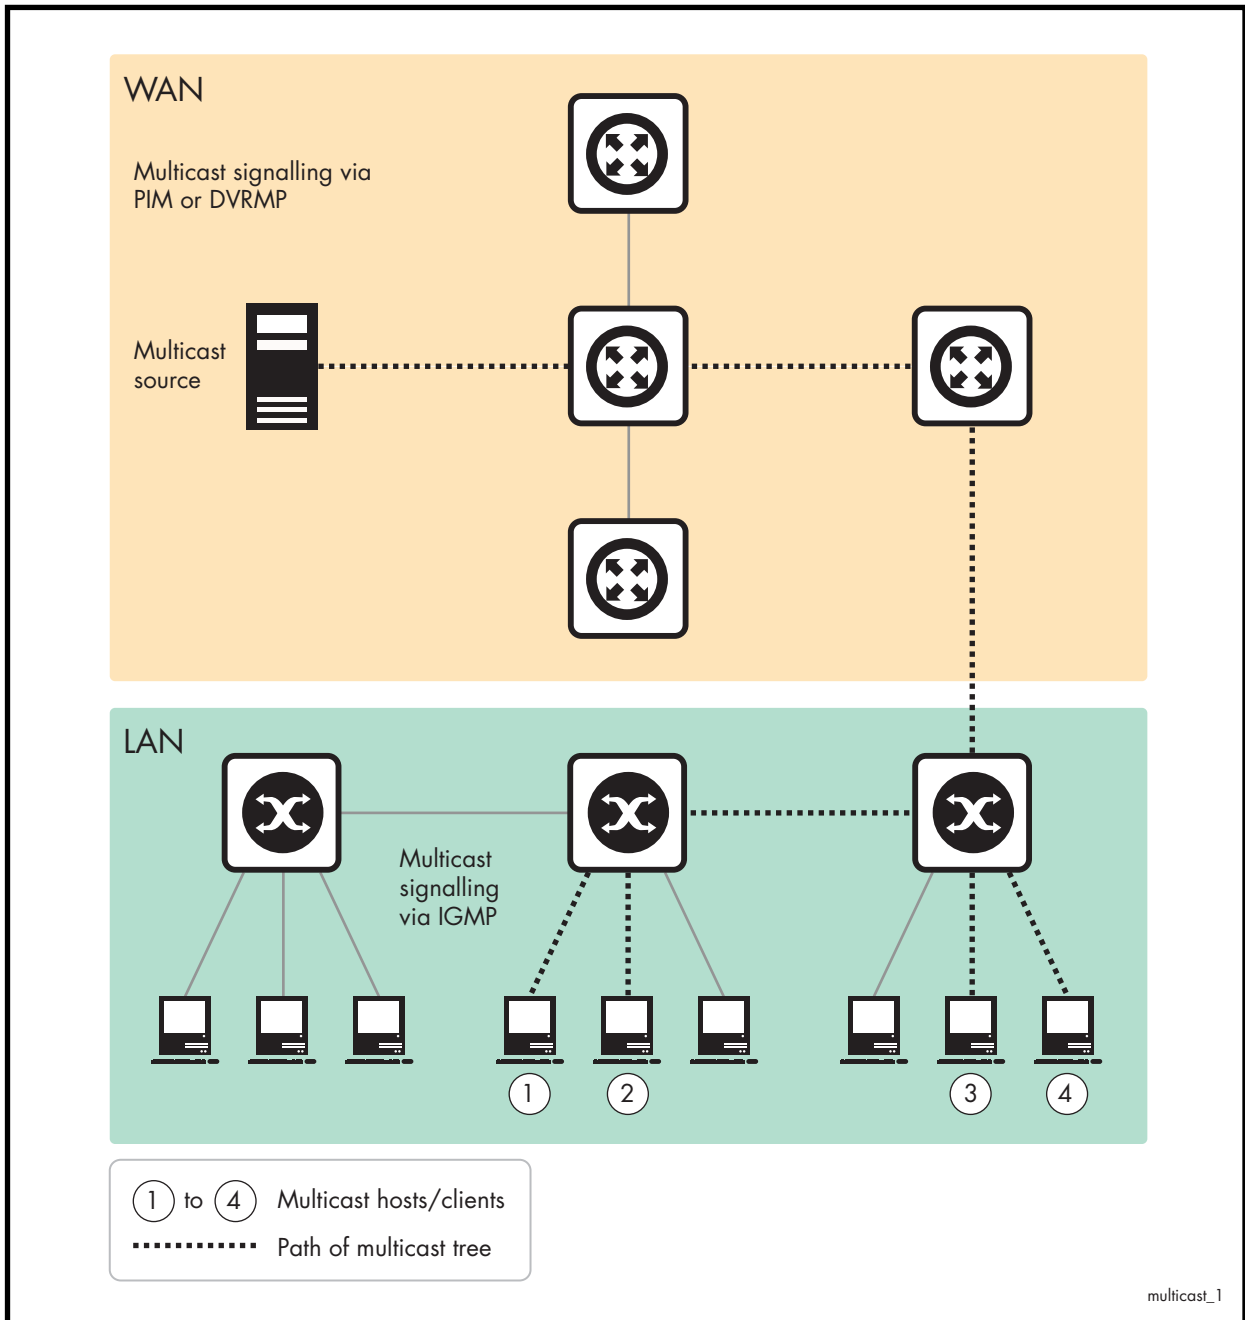 WAN
Multicast signalling via
PIM or DVRMP
Multicast
source
LAN
Multicast
signalling
via IGMP
1
2
3
4
1 to 4 Multicast hosts/clients
Path of multicast tree
multicast_1